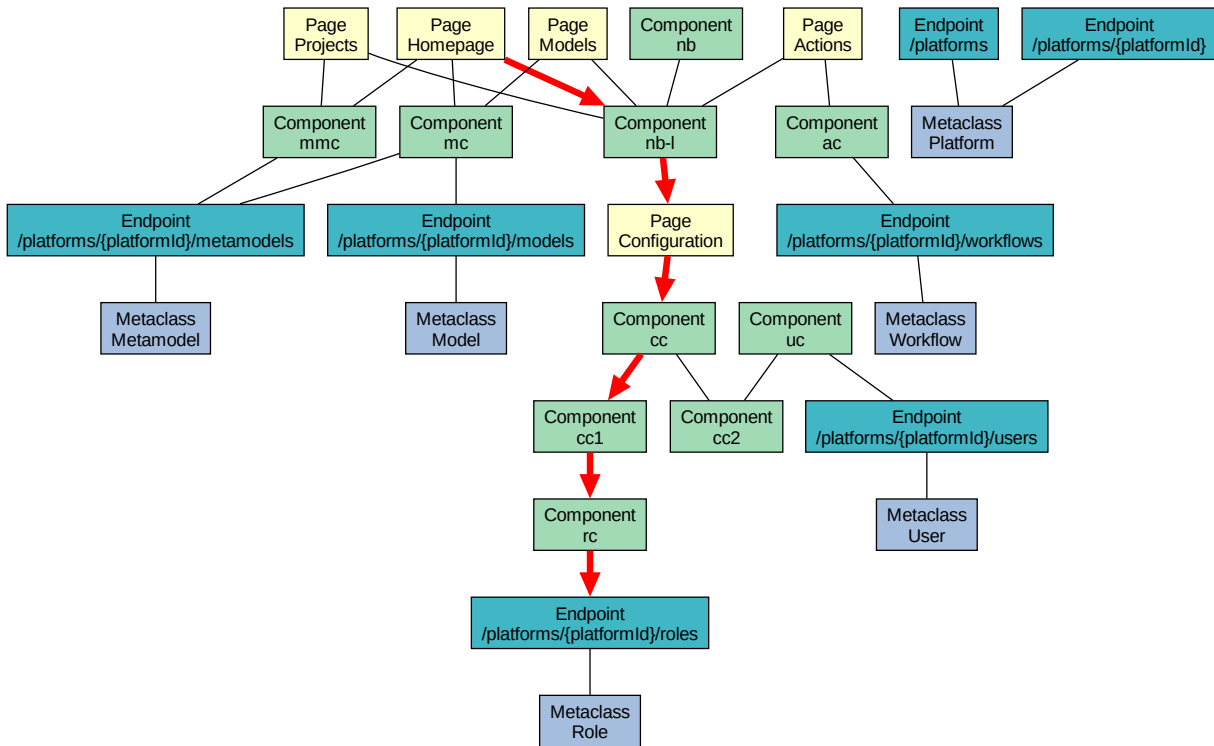 Page
Projects
Page
Homepage
Page
Models
Component
nb
Page
Actions
Endpoint
/platforms
Endpoint
/platforms/{platformId}
Component
mmc
Component
mc
Component
nb-l
Component
ac
Metaclass
Platform
Endpoint
/platforms/{platformId}/metamodels
Endpoint
/platforms/{platformId}/models
Page
Configuration
Endpoint
/platforms/{platformId}/workflows
Metaclass
Metamodel
Metaclass
Model
Component
cc
Component
uc
Metaclass
Workflow
Component
cc1
Component
cc2
Endpoint
/platforms/{platformId}/users
Component
rc
Metaclass
User
Endpoint
/platforms/{platformId}/roles
Metaclass
Role